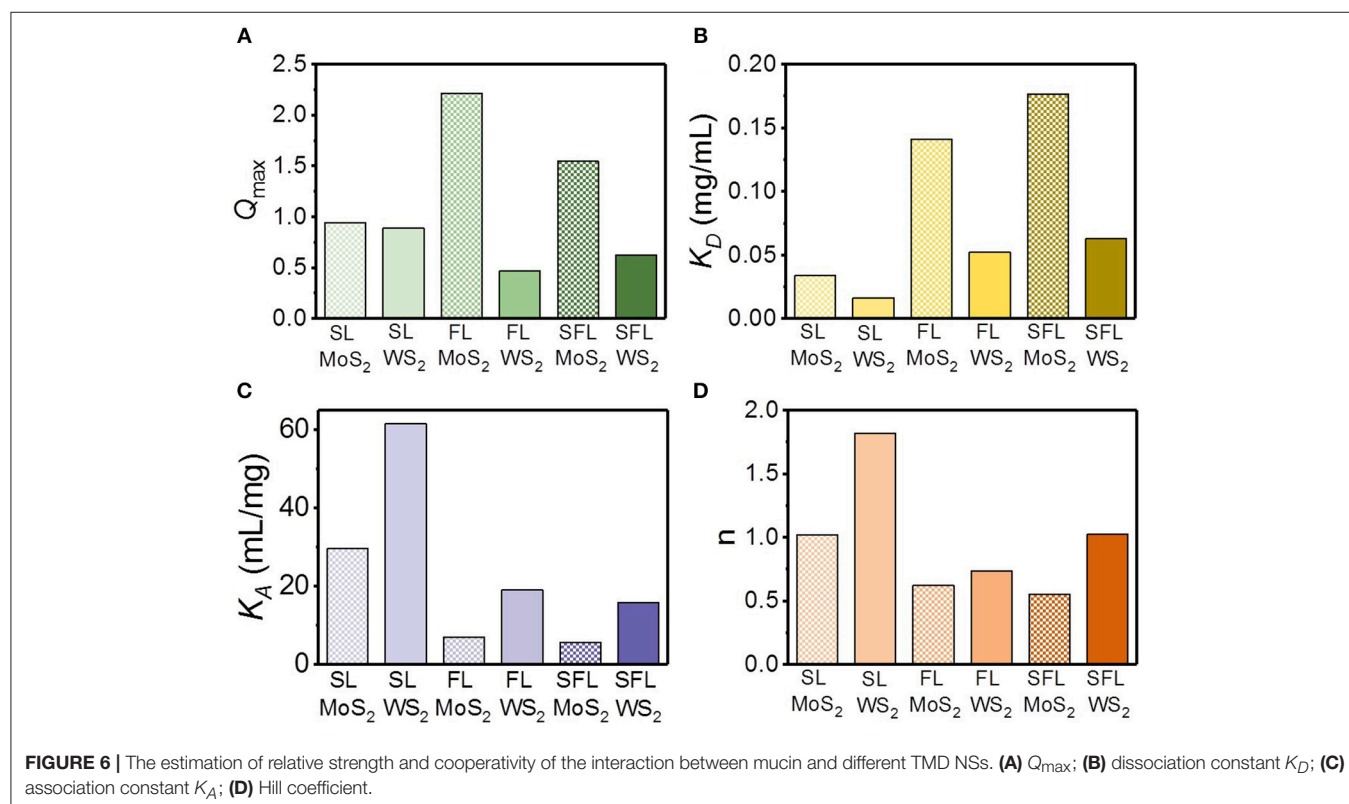 A
Q_max
2.5
2.0
1.5
1.0
0.5
0.0
SL SL FL FL SFL SFL
MoS₂ WS₂ MoS₂ WS₂ MoS₂ WS₂
B
K_D (mg/mL)
0.20
0.15
0.10
0.05
0.00
SL SL FL FL SFL SFL
MoS₂ WS₂ MoS₂ WS₂ MoS₂ WS₂
C
K_A (mL/mg)
60
40
20
0
SL SL FL FL SFL SFL
MoS₂ WS₂ MoS₂ WS₂ MoS₂ WS₂
D
n
2.0
1.5
1.0
0.5
0.0
SL SL FL FL SFL SFL
MoS₂ WS₂ MoS₂ WS₂ MoS₂ WS₂
FIGURE 6 | The estimation of relative strength and cooperativity of the interaction between mucin and different TMD NSs. (A) Q_max; (B) dissociation constant K_D; (C)
association constant K_A; (D) Hill coefficient.